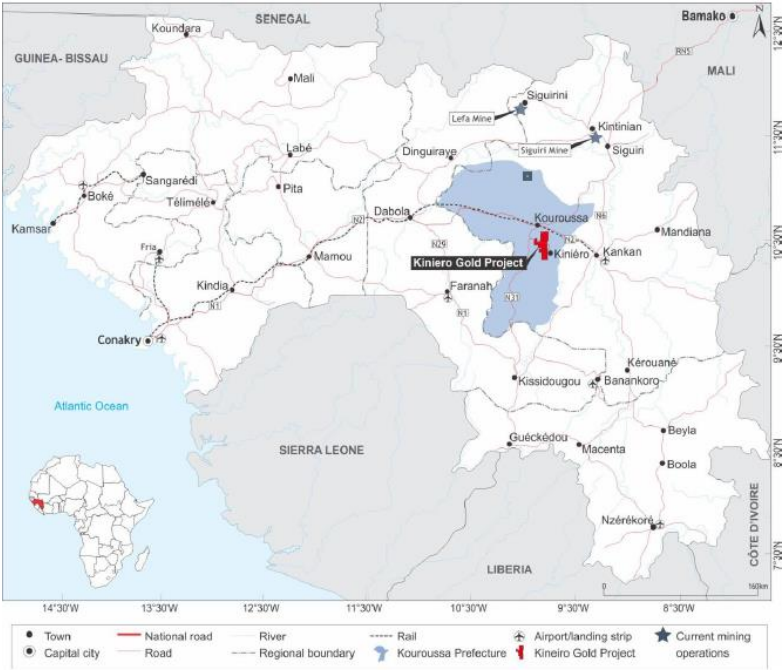 SENEGAL
Bamako
N
12°30'N
Koundara
GUINEA- BISSAU
RN5
Mali
MALI
Siguirini
Lefa Mine
Kintinian
11°30'N
Siguiri Mine
Siguiri
Labé
Dinguiraye
Sangarédi
Pita
Boké
Télimélé
Dabola
Kouroussa
N6
Kamsar
N2
Mandiana
10°30'N
Fria
N29
Kiniéro
Kankan
Mamou
Kiniero Gold Project
Kindia
Faranah
N1
N31
Conakry
9°30'N
Kérouané
Kissidougou
Banankoro
Atlantic Ocean
Beyla
Guéckédou
Macenta
SIERRA LEONE
8°30'N
Boola
CÔTE D'IVOIRE
Nzérékoré
7°30'N
LIBERIA
0
160km
14°30'W
13°30'W
12°30'W
11°30'W
10°30'W
9°30'W
8°30'W
Town
National road
River
Rail
Airport/landing strip
Current mining
operations
Capital city
Road
Regional boundary
Kouroussa Prefecture
Kineiro Gold Project